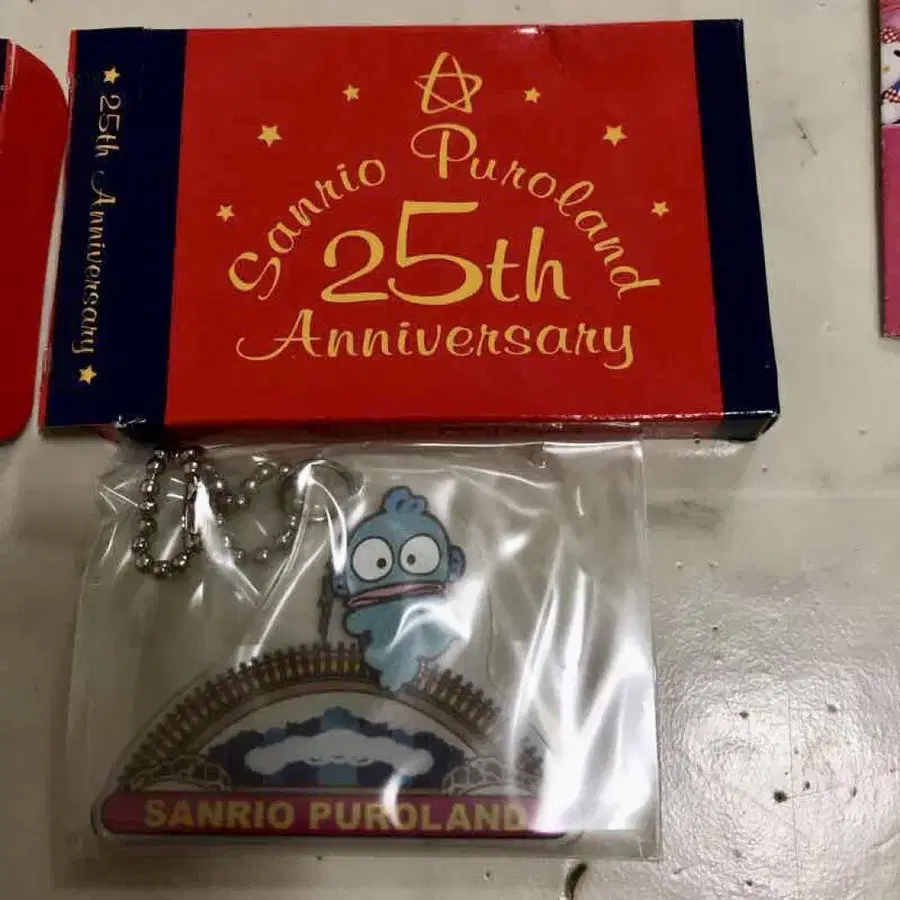 ★ 25th Anniversary ★
Sanrio Puroland
25th
Anniversary
SANRIO PUROLAND